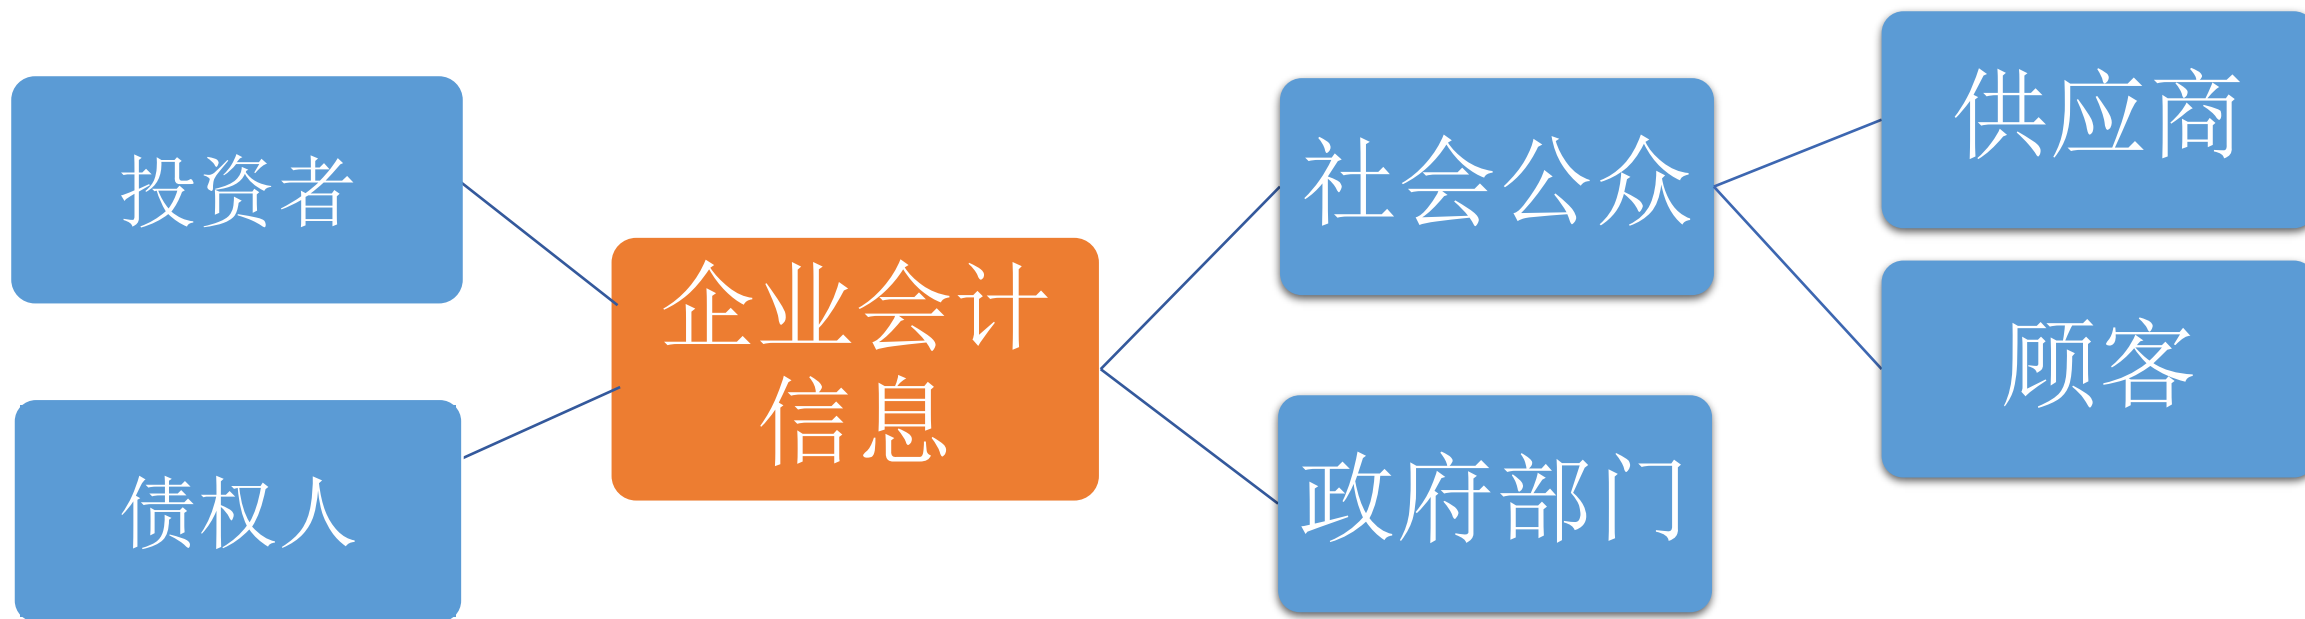 投资者
债权人
企业会计
信息
社会公众
政府部门
供应商
顾客